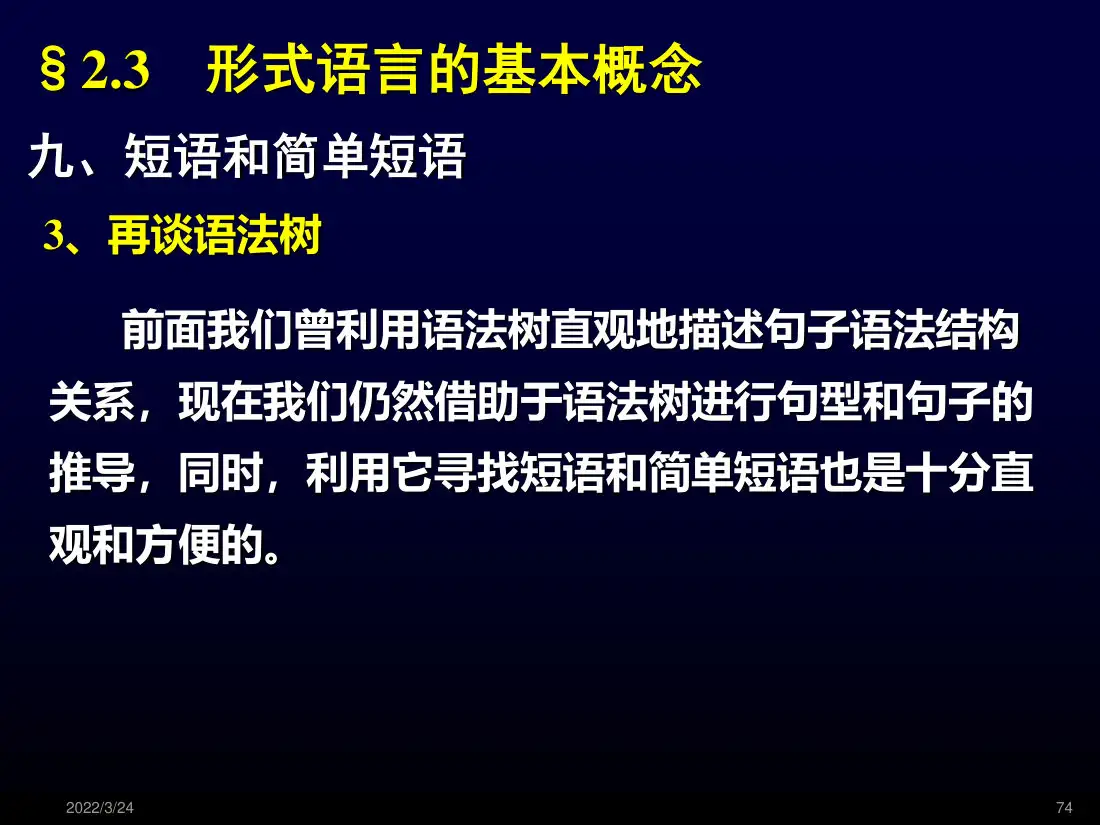 §2.3 形式语言的基本概念
九、短语和简单短语
3、再谈语法树
前面我们曾利用语法树直观地描述句子语法结构
关系，现在我们仍然借助于语法树进行句型和句子的
推导，同时，利用它寻找短语和简单短语也是十分直
观和方便的。
2022/3/24
74